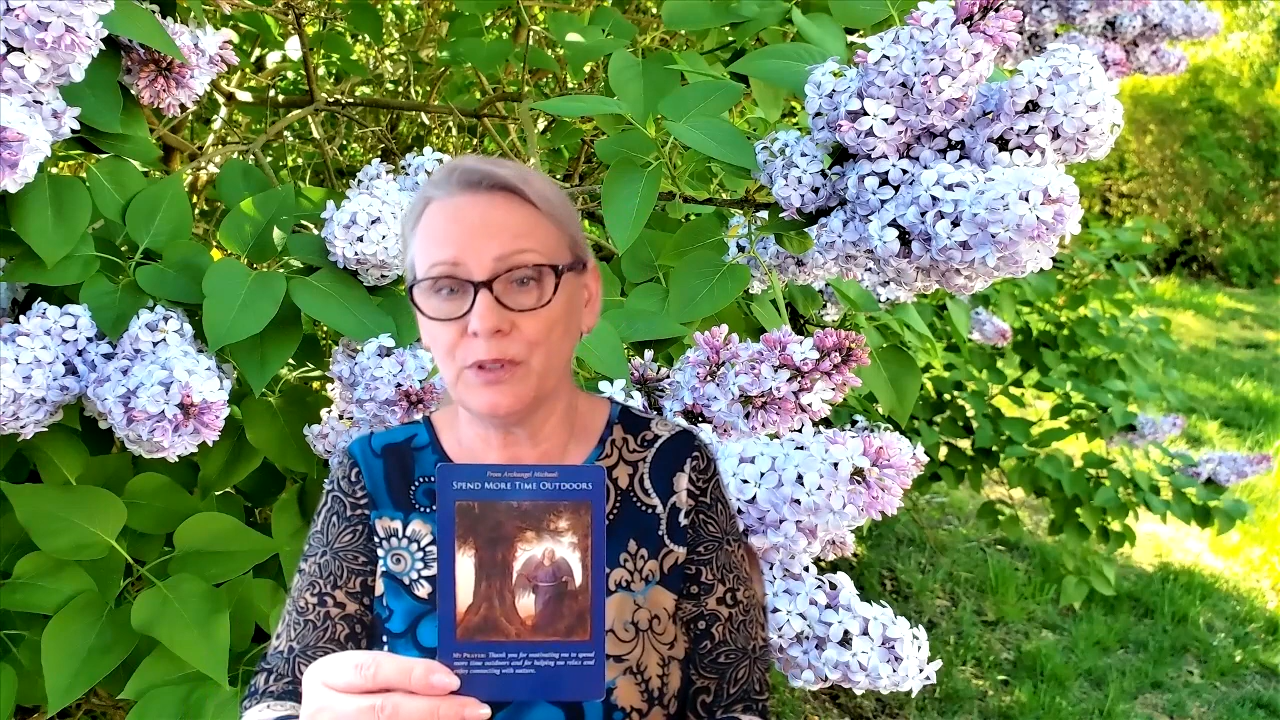 From Archangel Michael:
SPEND MORE TIME OUTDOORS
MY PRAYER: Thank you for motivating me to spend
more time outdoors and for helping me relax and
enjoy connecting with nature.